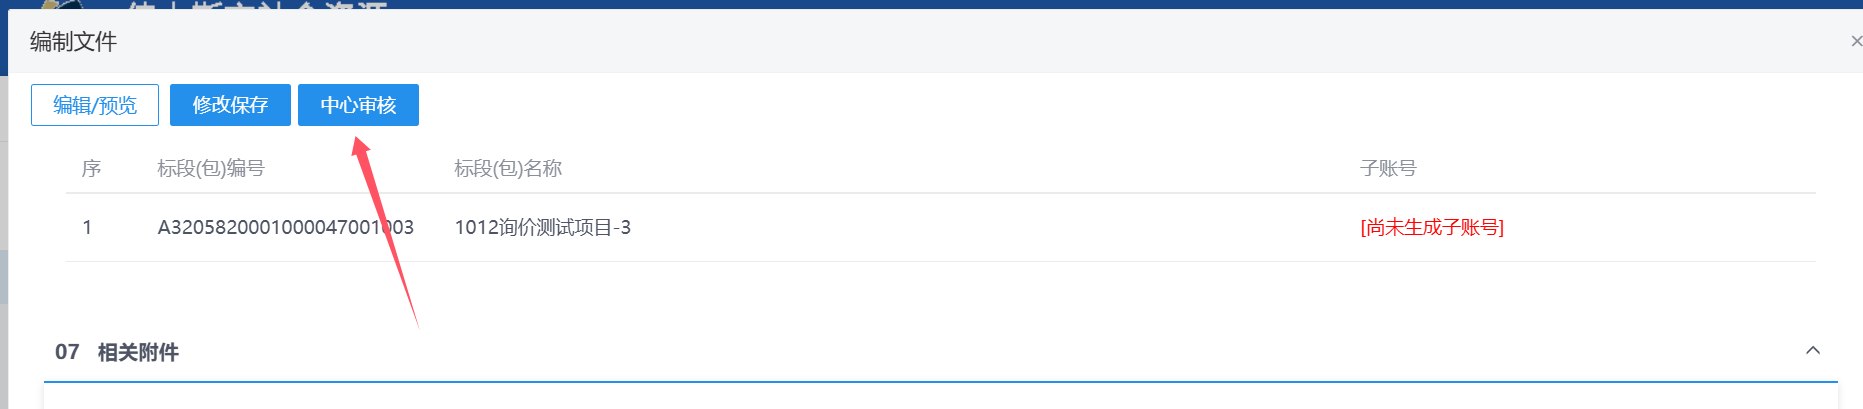 编制文件
编辑/预览 修改保存 中心审核
序 标段(包)编号 标段(包)名称 子账号
1 A3205820001000047001003 1012询价测试项目-3 [尚未生成子账号]
07 相关附件